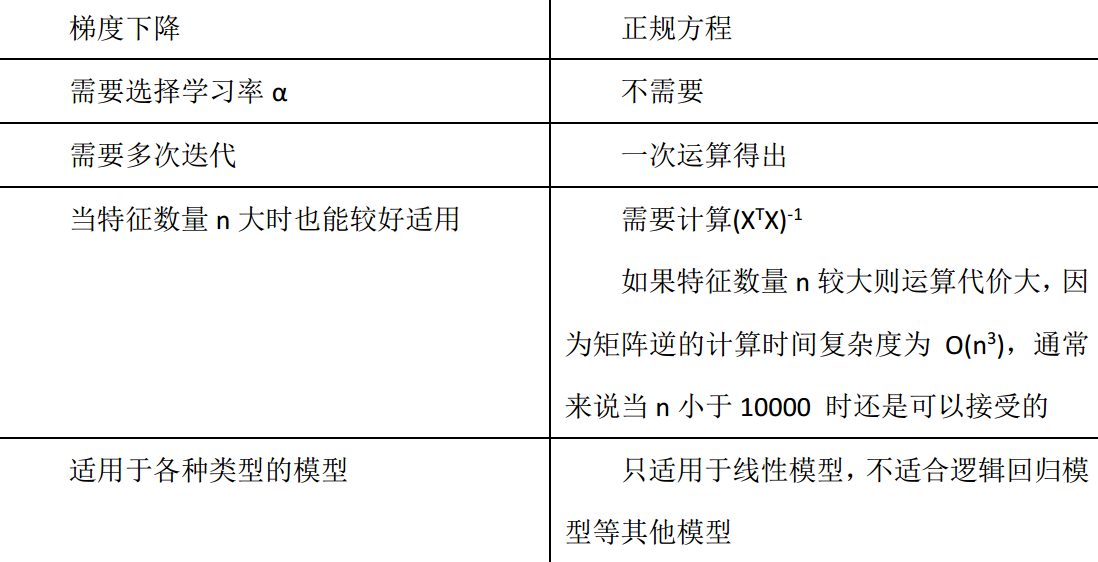 梯度下降
正规方程
需要选择学习率 α
不需要
需要多次迭代
一次运算得出
当特征数量 n 大时也能较好适用
需要计算(XᵀX)⁻¹
如果特征数量 n 较大则运算代价大，因
为矩阵逆的计算时间复杂度为 O(n³)，通常
来说当 n 小于 10000 时还是可以接受的
适用于各种类型的模型
只适用于线性模型，不适合逻辑回归模
型等其他模型